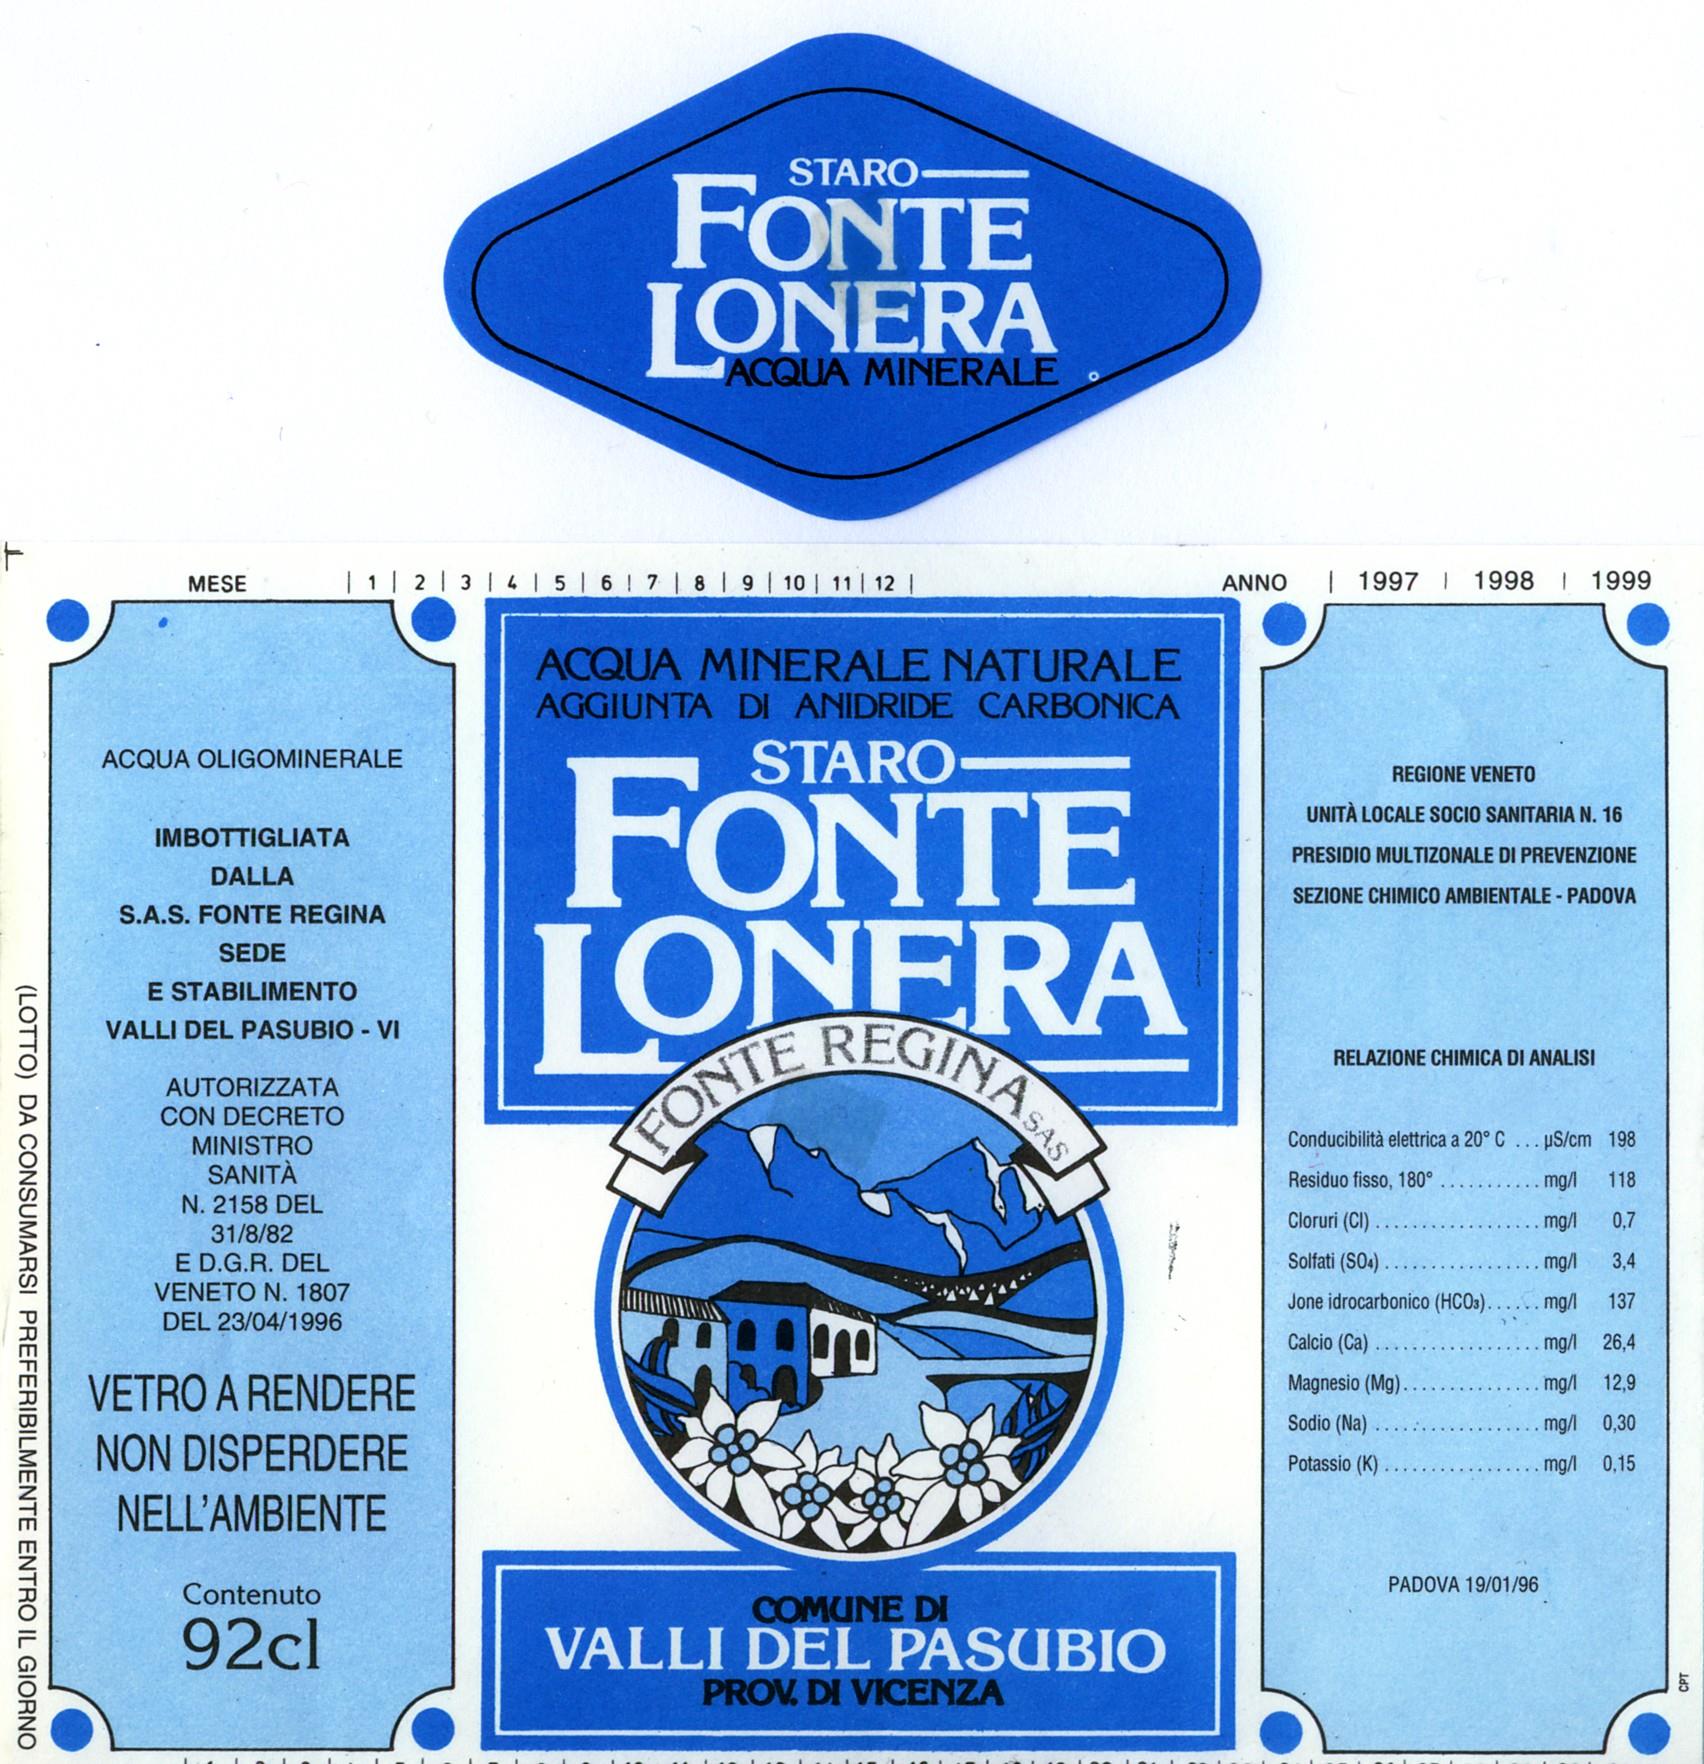 STARO
FONTE
LONERA
ACQUA MINERALE
MESE | 1 | 2 | 3 | 4 | 5 | 6 | 7 | 8 | 9 | 10 | 11 | 12 |
ANNO | 1997 | 1998 | 1999
ACQUA OLIGOMINERALE
IMBOTTIGLIATA
DALLA
S.A.S. FONTE REGINA
SEDE
E STABILIMENTO
VALLI DEL PASUBIO - VI
AUTORIZZATA
CON DECRETO
MINISTRO
SANITÀ
N. 2158 DEL
31/8/82
E D.G.R. DEL
VENETO N. 1807
DEL 23/04/1996
VETRO A RENDERE
NON DISPERDERE
NELL'AMBIENTE
Contenuto
92cl
(LOTTO) DA CONSUMARSI PREFERIBILMENTE ENTRO IL GIORNO
ACQUA MINERALE NATURALE
AGGIUNTA DI ANIDRIDE CARBONICA
STARO
FONTE
LONERA
FONTE REGINA SAS
COMUNE DI
VALLI DEL PASUBIO
PROV. DI VICENZA
REGIONE VENETO
UNITÀ LOCALE SOCIO SANITARIA N. 16
PRESIDIO MULTIZONALE DI PREVENZIONE
SEZIONE CHIMICO AMBIENTALE - PADOVA
RELAZIONE CHIMICA DI ANALISI
Conducibilità elettrica a 20° C ... µS/cm 198
Residuo fisso, 180° ........... mg/l 118
Cloruri (Cl) .................. mg/l 0,7
Solfati (SO₄) ................. mg/l 3,4
Jone idrocarbonico (HCO₃)...... mg/l 137
Calcio (Ca) ................... mg/l 26,4
Magnesio (Mg)................ mg/l 12,9
Sodio (Na) ................... mg/l 0,30
Potassio (K) .................. mg/l 0,15
PADOVA 19/01/96
CPT